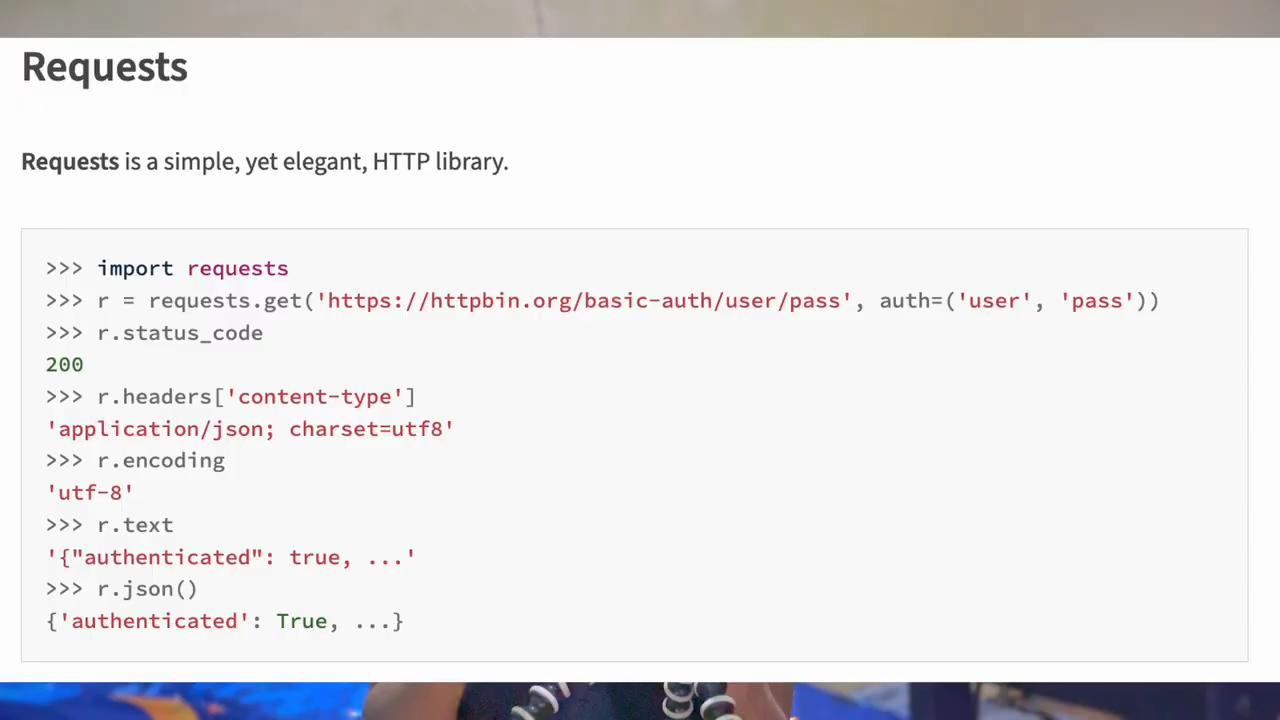 Requests
Requests is a simple, yet elegant, HTTP library.
>>> import requests
>>> r = requests.get('https://httpbin.org/basic-auth/user/pass', auth=('user', 'pass'))
>>> r.status_code
200
>>> r.headers['content-type']
'application/json; charset=utf8'
>>> r.encoding
'utf-8'
>>> r.text
'{"authenticated": true, ...'
>>> r.json()
{'authenticated': True, ...}